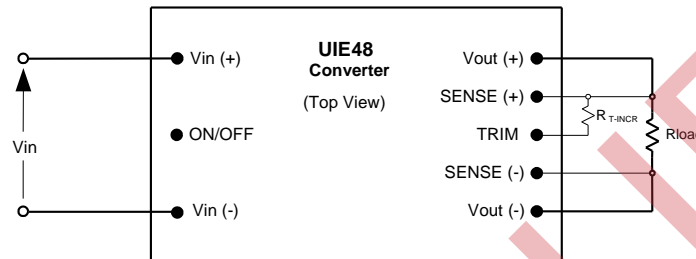 UIE48
Converter
(Top View)
Vin (+)
ON/OFF
Vin (-)
Vin
Vout (+)
SENSE (+)
TRIM
SENSE (-)
Vout (-)
R T-INCR
Rload